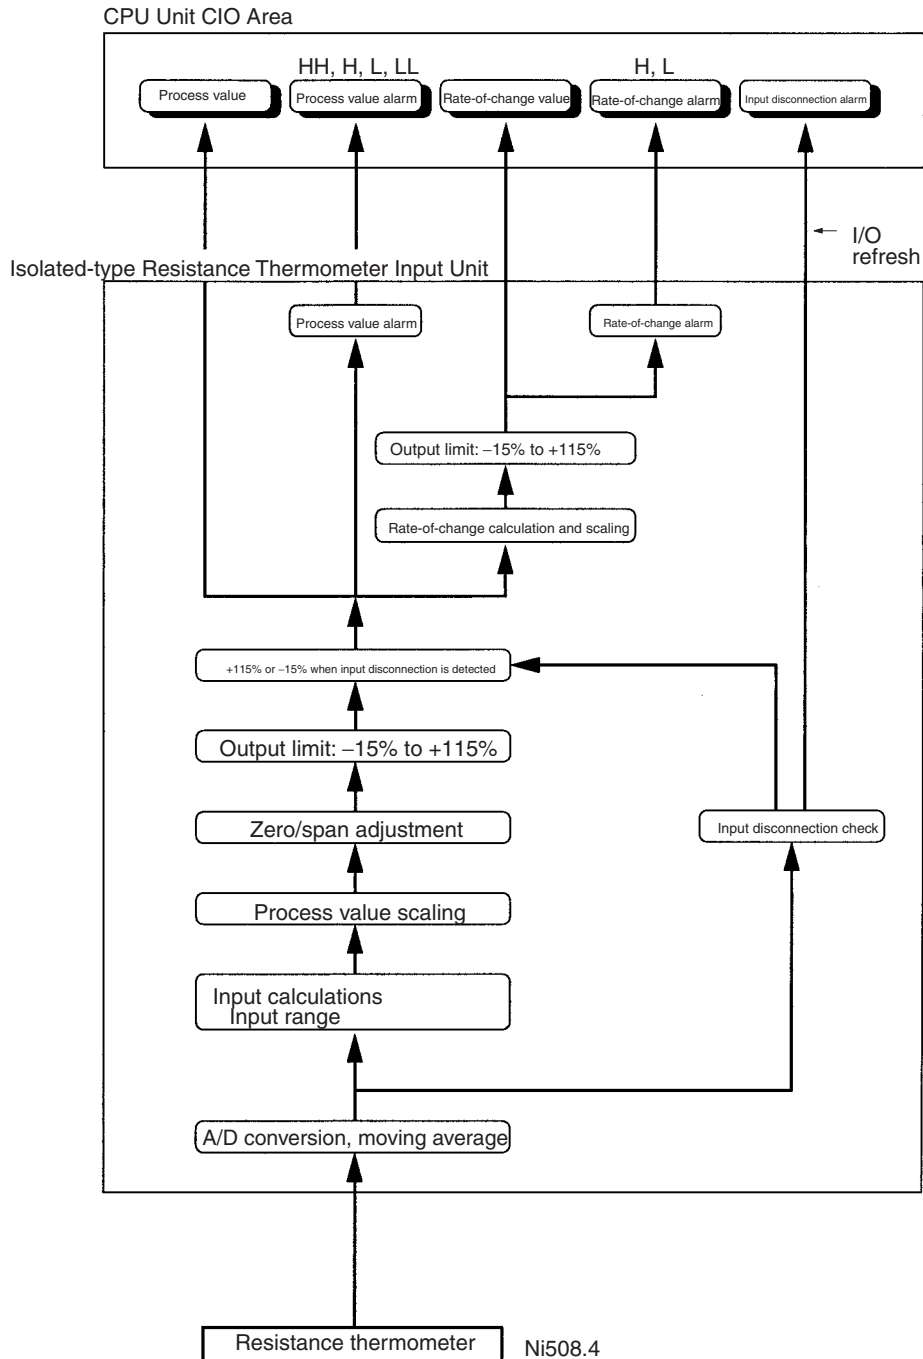 CPU Unit CIO Area
HH, H, L, LL
H, L
Process value
Process value alarm
Rate-of-change value
Rate-of-change alarm
Input disconnection alarm
I/O
refresh
Isolated-type Resistance Thermometer Input Unit
Process value alarm
Rate-of-change alarm
Output limit: –15% to +115%
Rate-of-change calculation and scaling
+115% or –15% when input disconnection is detected
Output limit: –15% to +115%
Zero/span adjustment
Input disconnection check
Process value scaling
Input calculations
Input range
A/D conversion, moving average
Resistance thermometer
Ni508.4